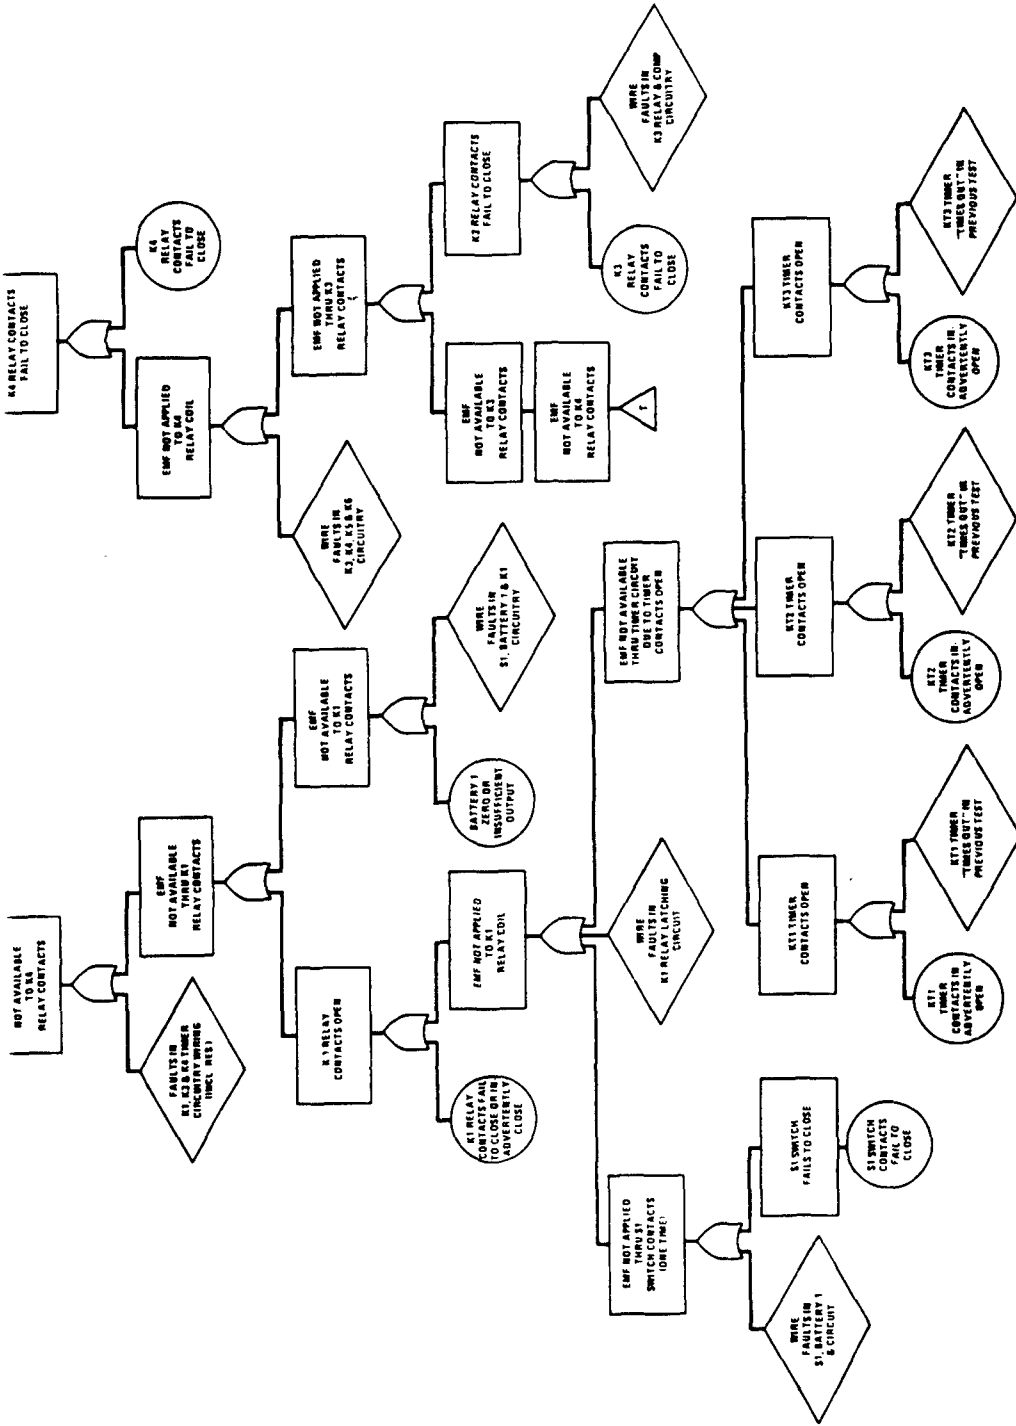 NOT AVAILABLE
TO K4
RELAY CONTACTS
FAULTS IN
K1, K3 & K4 TIMER
CIRCUITRY WIRING
(INCL RES)
EMF
NOT AVAILABLE
THRU K1
RELAY CONTACTS
K1 RELAY
CONTACTS OPEN
EMF
NOT AVAILABLE
TO K1
RELAY CONTACTS
K1 RELAY
CONTACTS FAIL
TO CLOSE OR IN-
ADVERTENTLY
CLOSE
EMF NOT APPLIED
TO K1
RELAY COIL
BATTERY 1
ZERO OR
INSUFFICIENT
OUTPUT
WIRE
FAULTS IN
S1, BATTERY 1 & K1
CIRCUITRY
EMF NOT APPLIED
THRU S1
SWITCH CONTACTS
(ONE TIME)
WIRE
FAULTS IN
K1 RELAY LATCHING
CIRCUIT
EMF NOT AVAILABLE
THRU TIMER CIRCUIT
DUE TO TIMER
CONTACTS OPEN
WIRE
FAULTS IN
S1, BATTERY 1
& CIRCUIT
S1 SWITCH
FAILS TO CLOSE
S1 SWITCH
CONTACTS
FAIL TO
CLOSE
KT1 TIMER
CONTACTS OPEN
KT2 TIMER
CONTACTS OPEN
KT3 TIMER
CONTACTS OPEN
KT1
TIMER
CONTACTS IN
ADVERTENTLY
OPEN
KT1 TIMER
"TIMES OUT" IN
PREVIOUS TEST
KT2
TIMER
CONTACTS IN-
ADVERTENTLY
OPEN
KT2 TIMER
"TIMES OUT" IN
PREVIOUS TEST
KT3
TIMER
CONTACTS IN-
ADVERTENTLY
OPEN
KT3 TIMER
"TIMES OUT" IN
PREVIOUS TEST
K4 RELAY CONTACTS
FAIL TO CLOSE
EMF NOT APPLIED
TO K4
RELAY COIL
K4
RELAY
CONTACTS
FAIL TO
CLOSE
WIRE
FAULTS IN
K3, K4, K5 & K6
CIRCUITRY
EMF NOT APPLIED
THRU K3
RELAY CONTACTS
EMF
NOT AVAILABLE
TO K3
RELAY CONTACTS
EMF
NOT AVAILABLE
TO K4
RELAY CONTACTS
K3 RELAY CONTACTS
FAIL TO CLOSE
K3
RELAY
CONTACTS
FAIL TO
CLOSE
WIRE
FAULTS IN
K3 RELAY & COMP
CIRCUITRY